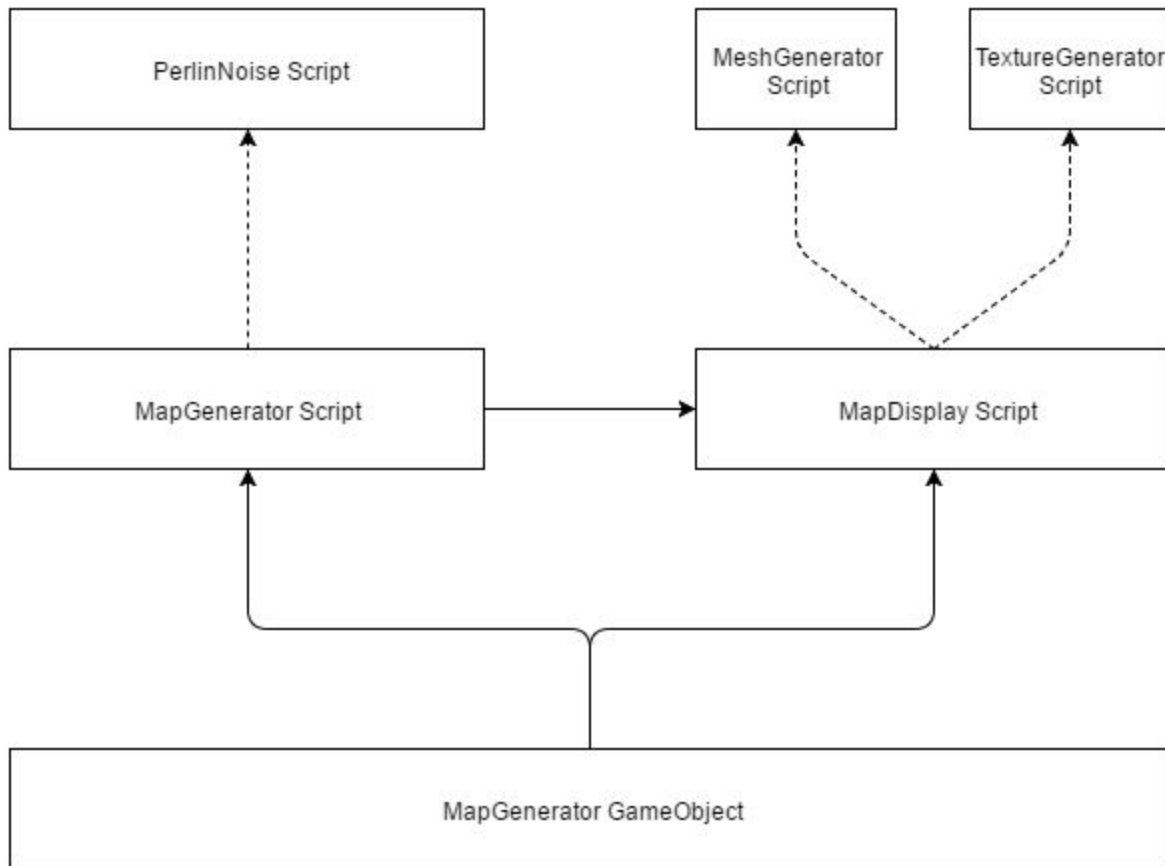 PerlinNoise Script
MeshGenerator
Script
TextureGenerator
Script
MapGenerator Script
MapDisplay Script
MapGenerator GameObject